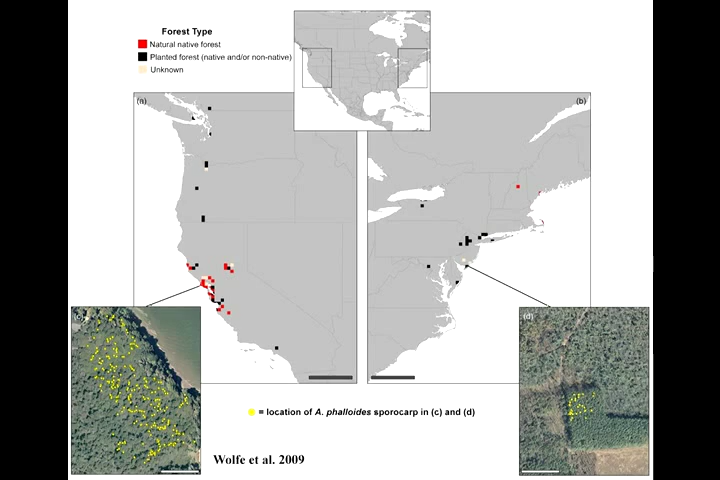 Forest Type
Natural native forest
Planted forest (native and/or non-native)
Unknown
(a)
(b)
(c)
(d)
= location of A. phalloides sporocarp in (c) and (d)
Wolfe et al. 2009